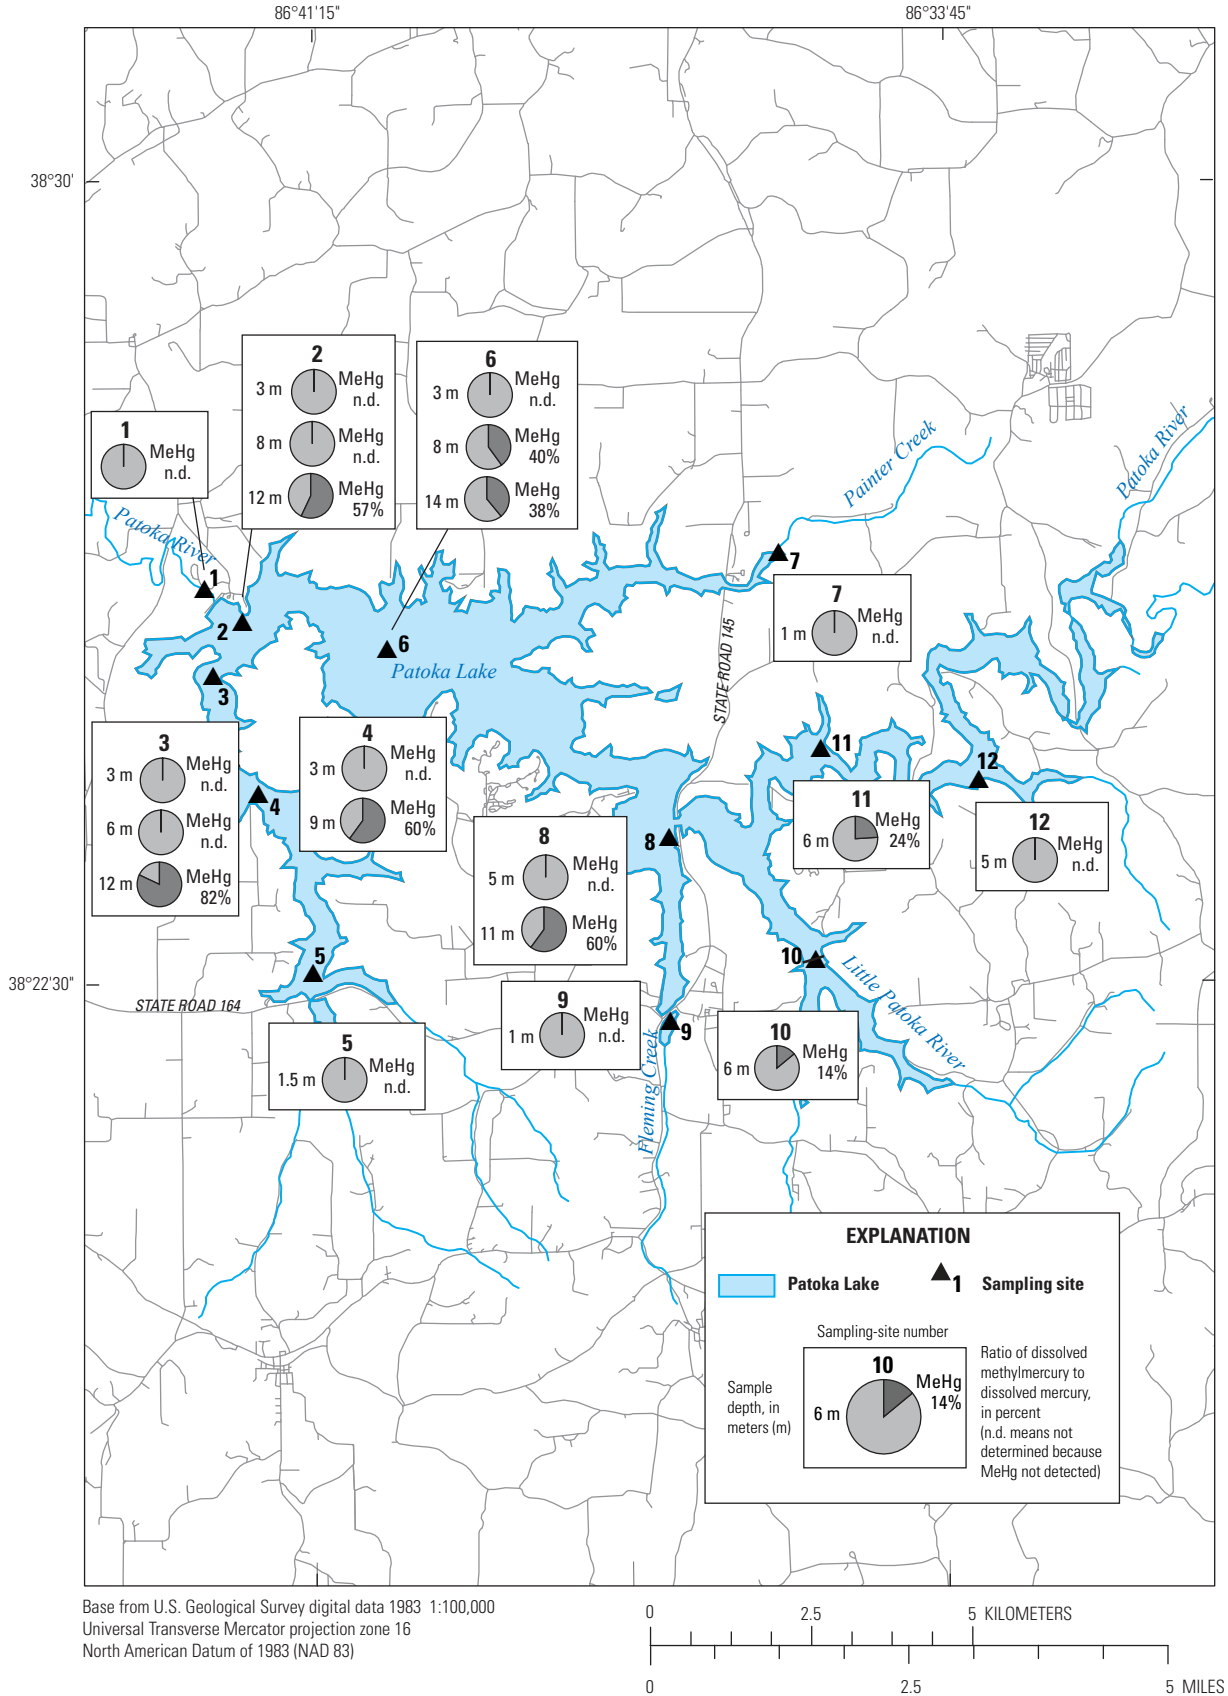 86°41'15"
86°33'45"
38°30'
2
3 m
MeHg
n.d.
8 m
MeHg
n.d.
12 m
MeHg
57%
6
3 m
MeHg
n.d.
8 m
MeHg
40%
14 m
MeHg
38%
1
MeHg
n.d.
Painter Creek
Patoka River
Patoka River
1
2
3
6
Patoka Lake
7
7
1 m
MeHg
n.d.
STATE ROAD 145
3
3 m
MeHg
n.d.
6 m
MeHg
n.d.
12 m
MeHg
82%
4
3 m
MeHg
n.d.
9 m
MeHg
60%
4
11
12
11
6 m
MeHg
24%
12
5 m
MeHg
n.d.
8
8
5 m
MeHg
n.d.
11 m
MeHg
60%
5
10
Little Patoka River
38°22'30"
STATE ROAD 164
9
1 m
MeHg
n.d.
9
Fleming Creek
10
6 m
MeHg
14%
5
1.5 m
MeHg
n.d.
EXPLANATION
Patoka Lake
1
Sampling site
Sampling-site number
10
6 m
MeHg
14%
Sample
depth, in
meters (m)
Ratio of dissolved
methylmercury to
dissolved mercury,
in percent
(n.d. means not
determined because
MeHg not detected)
Base from U.S. Geological Survey digital data 1983 1:100,000
Universal Transverse Mercator projection zone 16
North American Datum of 1983 (NAD 83)
0 2.5 5 KILOMETERS
0 2.5 5 MILES